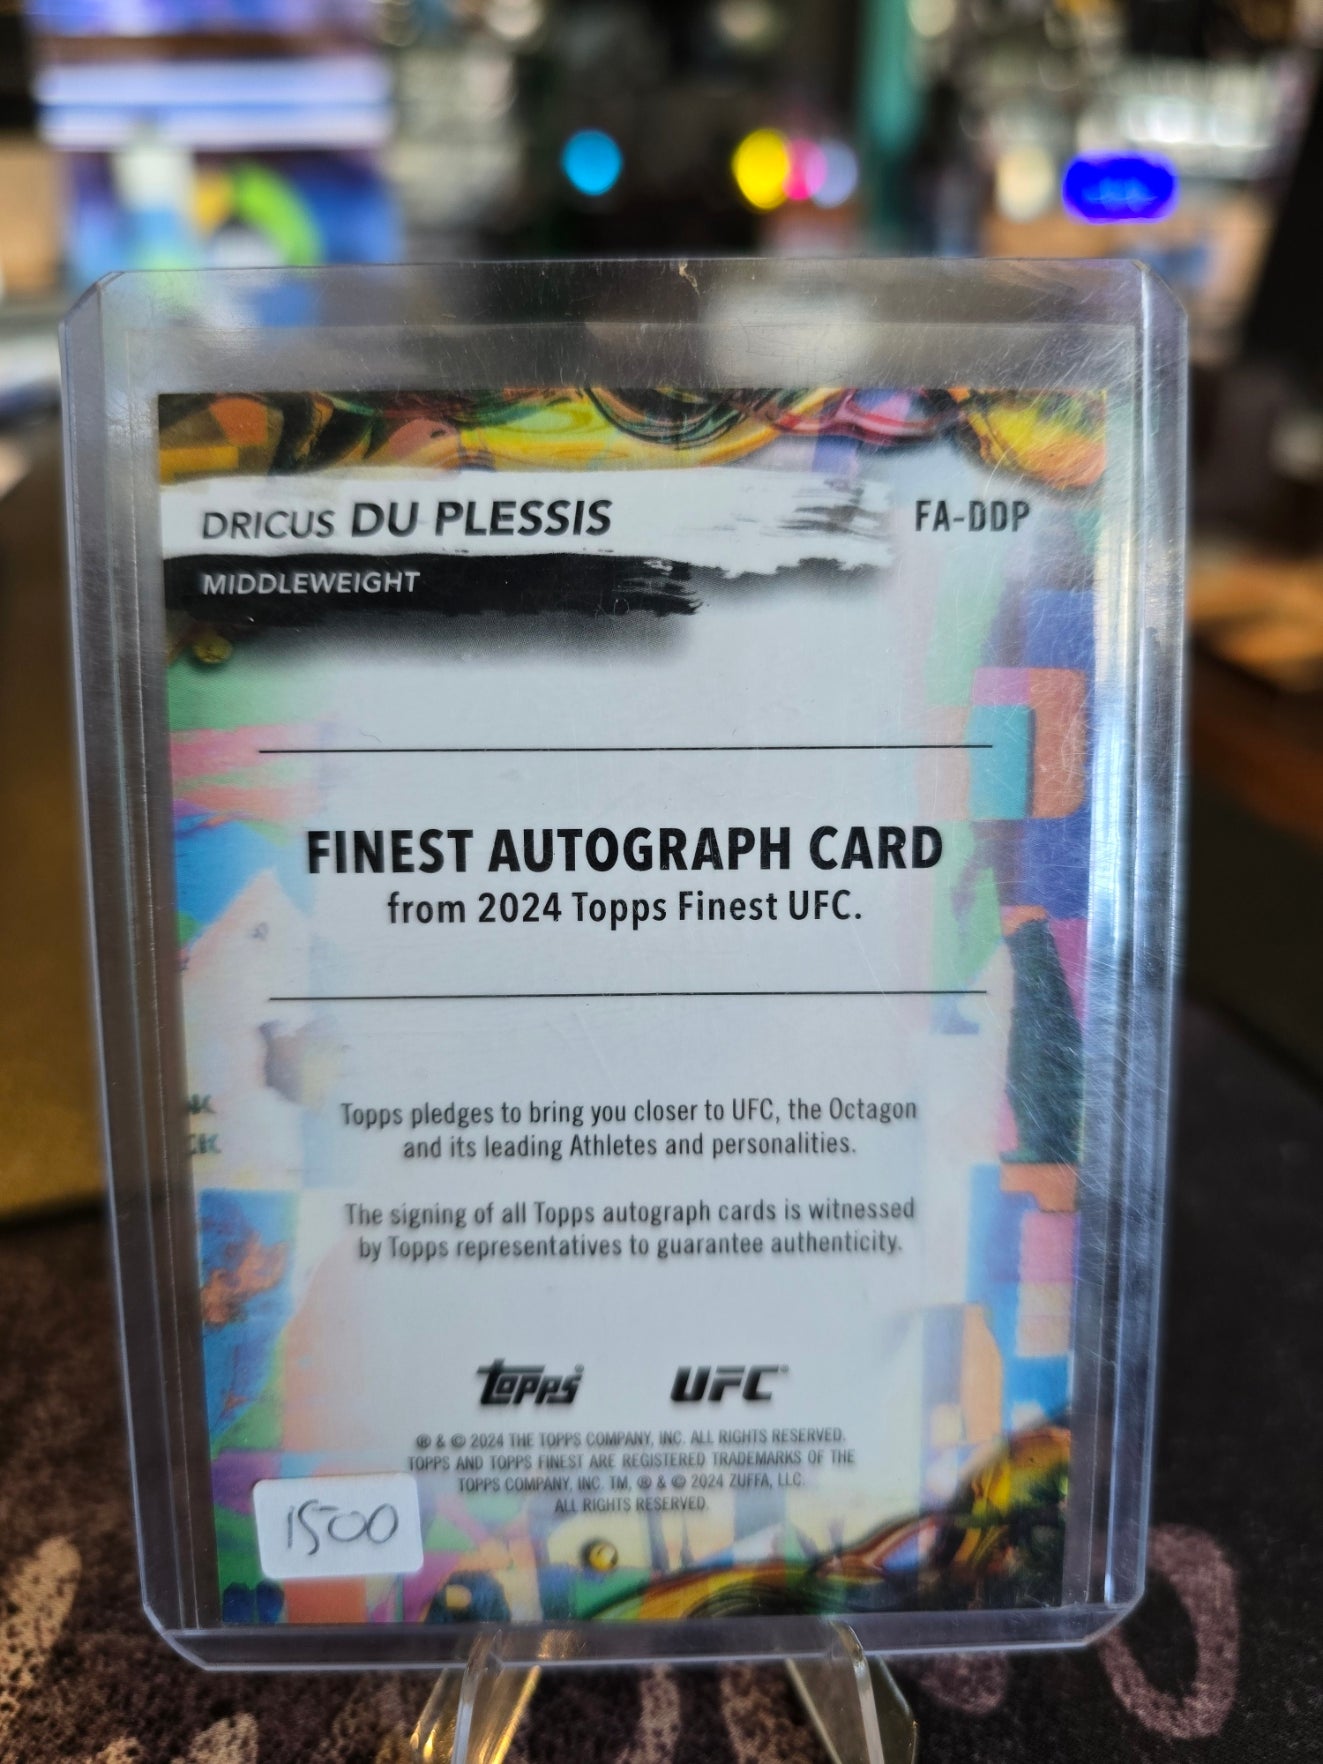 DRICUS DU PLESSIS
FA-DDP
MIDDLEWEIGHT
FINEST AUTOGRAPH CARD
from 2024 Topps Finest UFC.
Topps pledges to bring you closer to UFC, the Octagon
and its leading Athletes and personalities.
The signing of all Topps autograph cards is witnessed
by Topps representatives to guarantee authenticity.
topps®
UFC®
® & © 2024 THE TOPPS COMPANY, INC. ALL RIGHTS RESERVED.
TOPPS AND TOPPS FINEST ARE REGISTERED TRADEMARKS OF THE
TOPPS COMPANY, INC. TM, ® & © 2024 ZUFFA, LLC.
ALL RIGHTS RESERVED.
1500